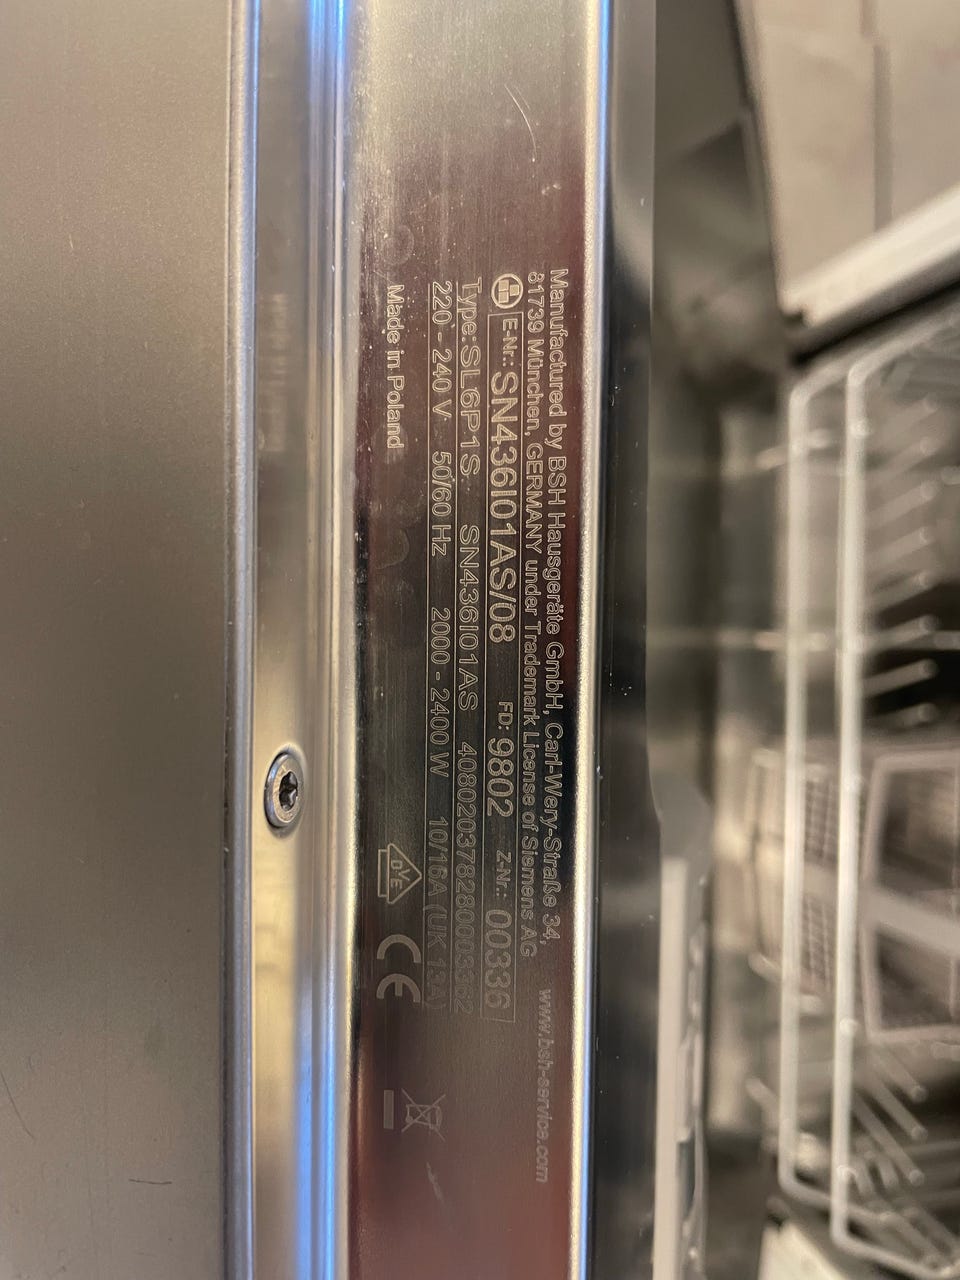 Manufactured by BSH Hausgeräte GmbH, Carl-Wery-Straße 34,
81739 München, GERMANY under Trademark License of Siemens AG
www.bsh-service.com
E-Nr.: SN436I01AS/08 FD: 9802 Z-Nr.: 00336
Type:SL6P1S SN436I01AS 408020378280003362
220 - 240 V 50/60 Hz 2000 - 2400 W 10/16A (UK 13A)
Made in Poland
DVE CE